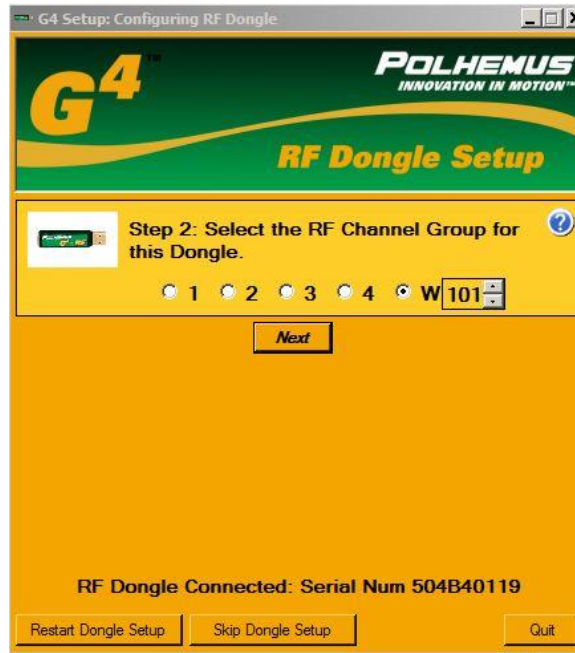 G4 Setup: Configuring RF Dongle
G4™
POLHEMUS
INNOVATION IN MOTION™
RF Dongle Setup
Step 2: Select the RF Channel Group for
this Dongle.
1 2 3 4 W 101
Next
RF Dongle Connected: Serial Num 504B40119
Restart Dongle Setup Skip Dongle Setup Quit